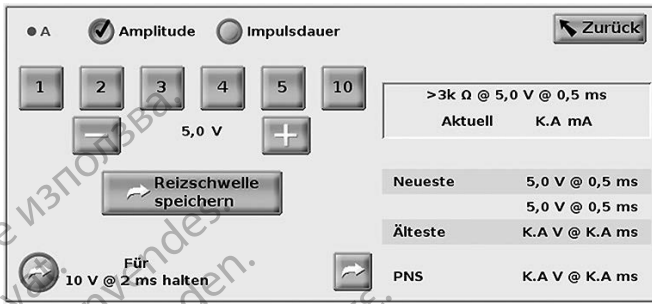 A Amplitude Impulsdauer Zurück
1 2 3 4 5 10
5,0 V
>3k Ω @ 5,0 V @ 0,5 ms
Aktuell K.A mA
Reizschwelle
speichern
Neueste 5,0 V @ 0,5 ms
5,0 V @ 0,5 ms
Älteste K.A V @ K.A ms
Für
10 V @ 2 ms halten
PNS K.A V @ K.A ms